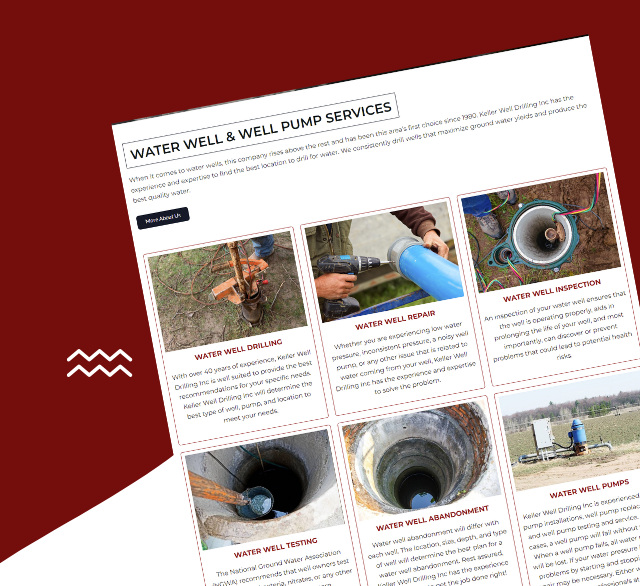 WATER WELL & WELL PUMP SERVICES
When it comes to water wells, this company rises above the rest and has been this area's first choice since 1980. Keller Well Drilling Inc has the
experience and expertise to find the best location to drill for water. We consistently drill wells that maximize ground water yields and produce the
best quality water.
More About Us
WATER WELL DRILLING
With over 40 years of experience, Keller Well
Drilling Inc is well suited to provide the best
recommendations for your specific needs.
Keller Well Drilling Inc will determine the
best type of well, pump, and location to
meet your needs.
WATER WELL REPAIR
Whether you are experiencing low water
pressure, inconsistent pressure, a noisy well
pump, or any other issue that is related to
water coming from your well, Keller Well
Drilling Inc has the experience and expertise
to solve the problem.
WATER WELL INSPECTION
An inspection of your water well ensures that
the well is operating properly, aids in
prolonging the life of your well, and most
importantly, can discover or prevent
problems that could lead to potential health
risks.
WATER WELL TESTING
The National Ground Water Association
(NGWA) recommends that well owners test
bacteria, nitrates, or any other
WATER WELL ABANDONMENT
Water well abandonment will differ with
each well. The location, size, depth, and type
of well will determine the best plan for a
water well abandonment. Rest assured,
Keller Well Drilling Inc has the experience
get the job done right!
WATER WELL PUMPS
Keller Well Drilling Inc is experienced
pump installations, well pump replac
and well pump testing and service.
cases, a well pump will fail without
When a well pump fails, all water
will be lost. If your water pressure
problems by starting and stopp
may be necessary. Either w